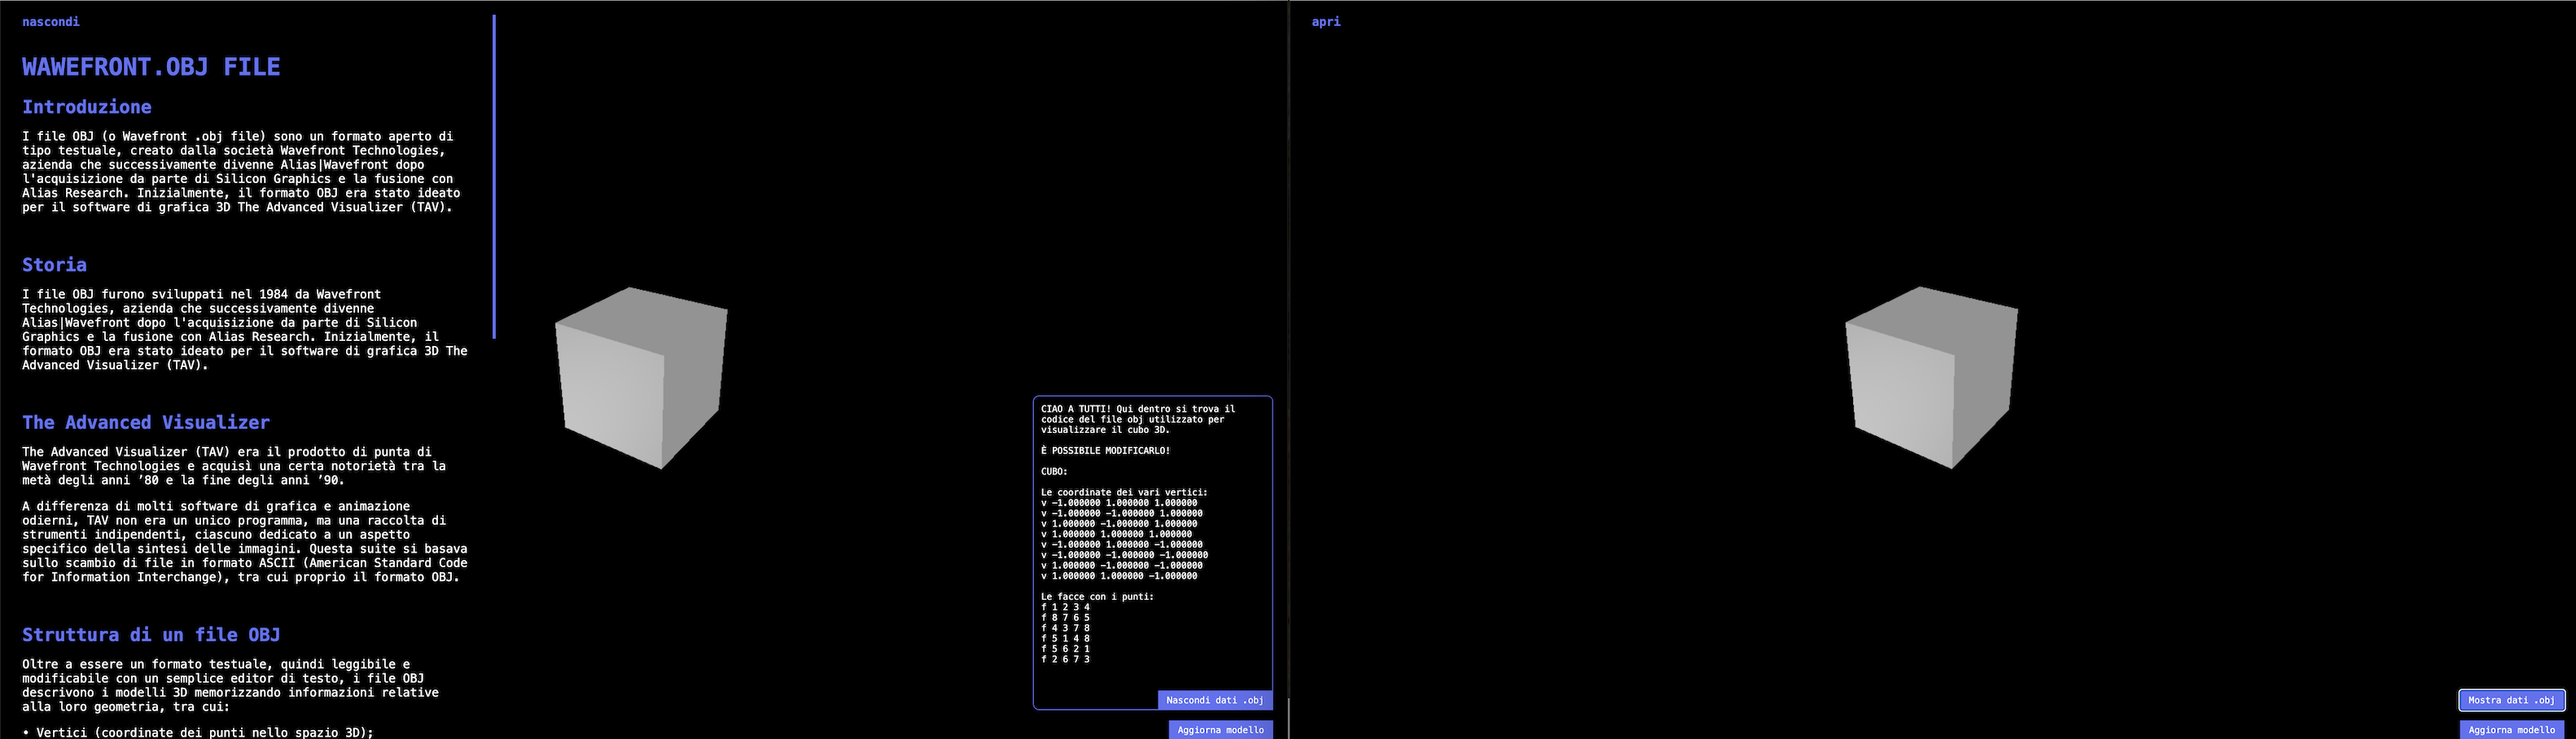 nascondi
WAWEFRONT.OBJ FILE
Introduzione
I file OBJ (o Wavefront .obj file) sono un formato aperto di
tipo testuale, creato dalla società Wavefront Technologies,
azienda che successivamente divenne Alias|Wavefront dopo
l'acquisizione da parte di Silicon Graphics e la fusione con
Alias Research. Inizialmente, il formato OBJ era stato ideato
per il software di grafica 3D The Advanced Visualizer (TAV).
Storia
I file OBJ furono sviluppati nel 1984 da Wavefront
Technologies, azienda che successivamente divenne
Alias|Wavefront dopo l'acquisizione da parte di Silicon
Graphics e la fusione con Alias Research. Inizialmente, il
formato OBJ era stato ideato per il software di grafica 3D The
Advanced Visualizer (TAV).
The Advanced Visualizer
The Advanced Visualizer (TAV) era il prodotto di punta di
Wavefront Technologies e acquisì una certa notorietà tra la
metà degli anni ’80 e la fine degli anni ’90.
A differenza di molti software di grafica e animazione
odierni, TAV non era un unico programma, ma una raccolta di
strumenti indipendenti, ciascuno dedicato a un aspetto
specifico della sintesi delle immagini. Questa suite si basava
sullo scambio di file in formato ASCII (American Standard Code
for Information Interchange), tra cui proprio il formato OBJ.
Struttura di un file OBJ
Oltre a essere un formato testuale, quindi leggibile e
modificabile con un semplice editor di testo, i file OBJ
descrivono i modelli 3D memorizzando informazioni relative
alla loro geometria, tra cui:
• Vertici (coordinate dei punti nello spazio 3D);
CIAO A TUTTI! Qui dentro si trova il
codice del file obj utilizzato per
visualizzare il cubo 3D.
È POSSIBILE MODIFICARLO!
CUBO:
Le coordinate dei vari vertici:
v -1.000000 1.000000 1.000000
v -1.000000 -1.000000 1.000000
v 1.000000 -1.000000 1.000000
v 1.000000 1.000000 1.000000
v -1.000000 1.000000 -1.000000
v -1.000000 -1.000000 -1.000000
v 1.000000 -1.000000 -1.000000
v 1.000000 1.000000 -1.000000
Le facce con i punti:
f 1 2 3 4
f 8 7 6 5
f 4 3 7 8
f 5 1 4 8
f 5 6 2 1
f 2 6 7 3
Nascondi dati .obj
Aggiorna modello
apri
Mostra dati .obj
Aggiorna modello